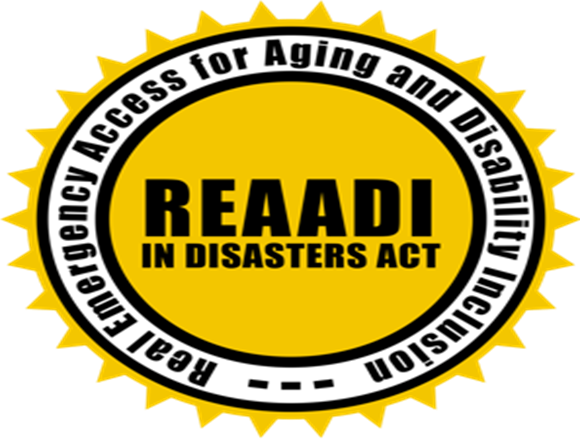 Real Emergency Access for Aging and Disability Inclusion
REAADI
IN DISASTERS ACT
---